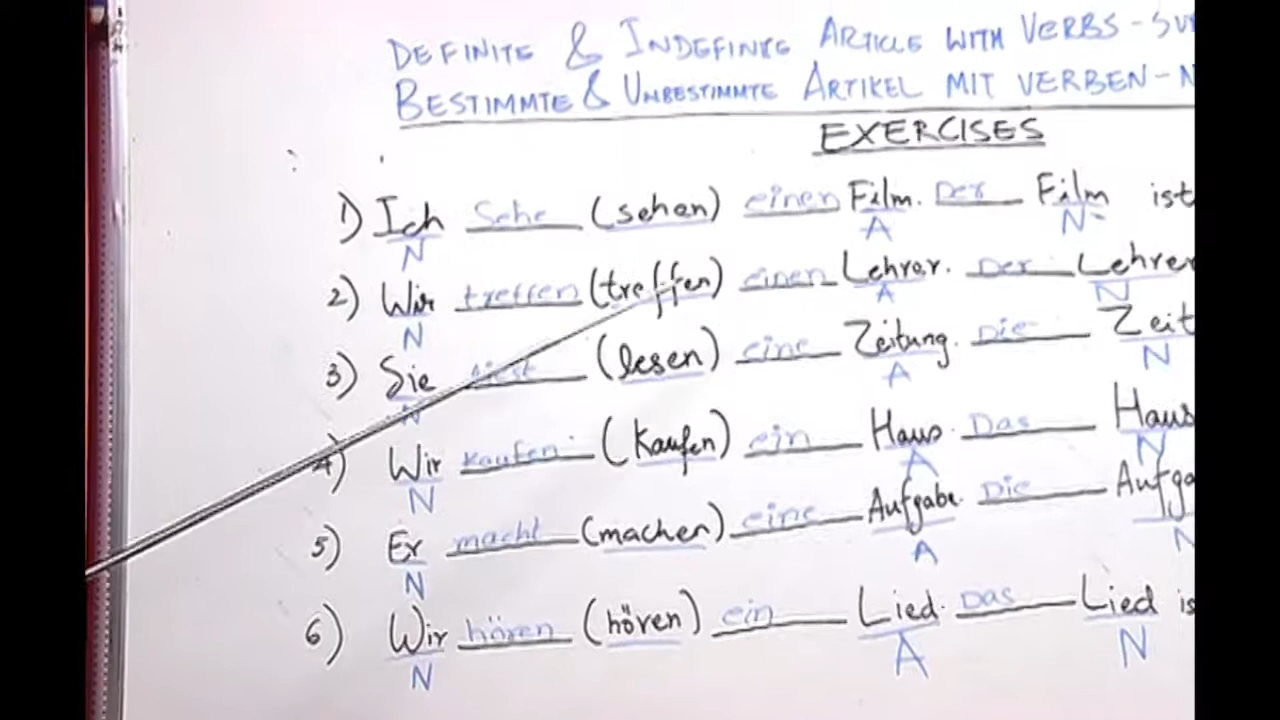 DEFINITE & INDEFINITE ARTICLE WITH VERBS-
BESTIMMTE & UNBESTIMMTE ARTIKEL MIT VERBEN-
EXERCISES
1) Ich sehe (sehen) einen Film. Der Film ist
N A N
2) Wir treffen (treffen) einen Lehrer. Der Lehrer
N A N
3) Sie liest (lesen) eine Zeitung. Die Zeit
N A N
4) Wir kaufen (kaufen) ein Haus. Das Haus
N A N
5) Er macht (machen) eine Aufgabe. Die Aufga
N A N
6) Wir hören (hören) ein Lied. Das Lied is
N A N